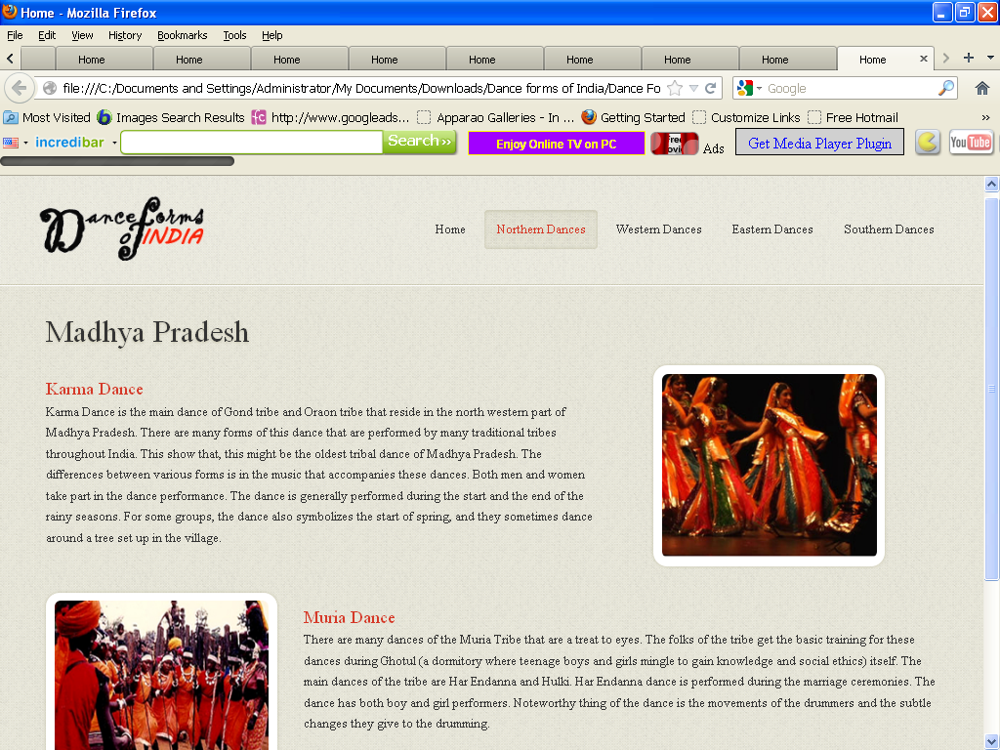 Home - Mozilla Firefox
File Edit View History Bookmarks Tools Help
Home Home Home Home Home Home Home Home Home
file:///C:/Documents and Settings/Administrator/My Documents/Downloads/Dance forms of India/Dance Fo Google
Most Visited Images Search Results http://www.googleads... Apparao Galleries - In ... Getting Started Customize Links Free Hotmail »
incredibar Search›› Enjoy Online TV on PC Free Ads Get Media Player Plugin YouTube
Dance forms
of INDIA
Home Northern Dances Western Dances Eastern Dances Southern Dances
Madhya Pradesh
Karma Dance
Karma Dance is the main dance of Gond tribe and Oraon tribe that reside in the north western part of
Madhya Pradesh. There are many forms of this dance that are performed by many traditional tribes
throughout India. This show that, this might be the oldest tribal dance of Madhya Pradesh. The
differences between various forms is in the music that accompanies these dances. Both men and women
take part in the dance performance. The dance is generally performed during the start and the end of the
rainy seasons. For some groups, the dance also symbolizes the start of spring, and they sometimes dance
around a tree set up in the village.
Muria Dance
There are many dances of the Muria Tribe that are a treat to eyes. The folks of the tribe get the basic training for these
dances during Ghotul (a dormitory where teenage boys and girls mingle to gain knowledge and social ethics) itself. The
main dances of the tribe are Har Endanna and Hulki. Har Endanna dance is performed during the marriage ceremonies. The
dance has both boy and girl performers. Noteworthy thing of the dance is the movements of the drummers and the subtle
changes they give to the drumming.